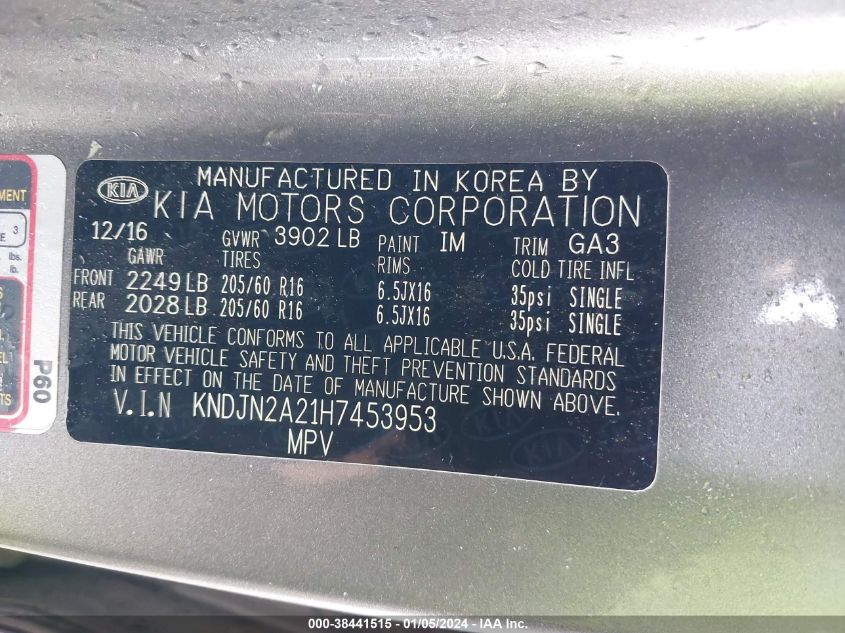 MANUFACTURED IN KOREA BY
KIA KIA MOTORS CORPORATION
12/16 GVWR 3902 LB PAINT IM TRIM GA3
GAWR TIRES RIMS COLD TIRE INFL
FRONT 2249 LB 205/60 R16 6.5JX16 35psi SINGLE
REAR 2028 LB 205/60 R16 6.5JX16 35psi SINGLE
THIS VEHICLE CONFORMS TO ALL APPLICABLE U.S.A. FEDERAL
MOTOR VEHICLE SAFETY AND THEFT PREVENTION STANDARDS
IN EFFECT ON THE DATE OF MANUFACTURE SHOWN ABOVE.
V.I.N KNDJN2A21H7453953
MPV
3
lbs.
P60
000-38441515 - 01/05/2024 - IAA Inc.